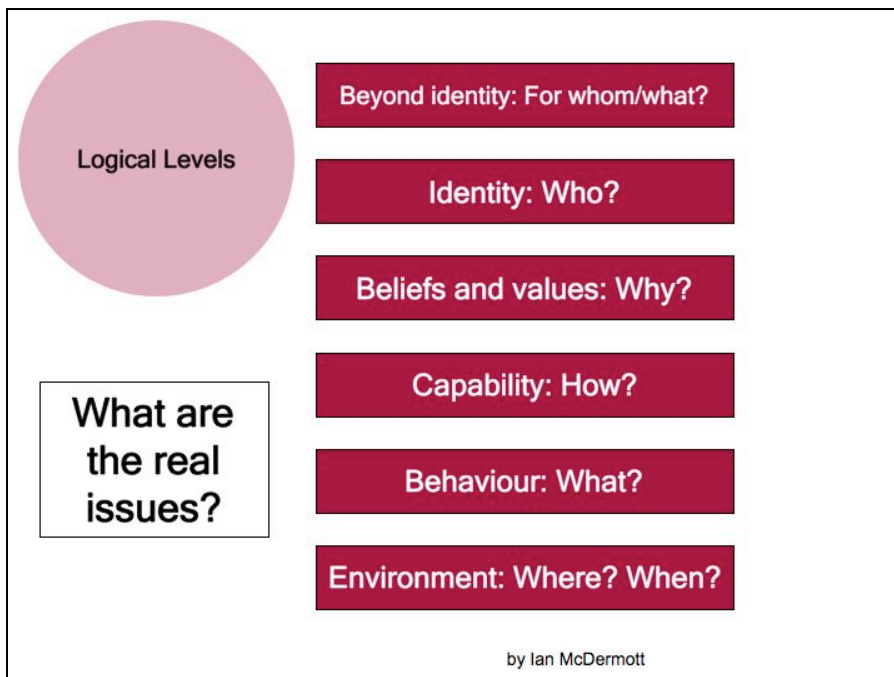 Logical Levels
Beyond identity: For whom/what?
Identity: Who?
Beliefs and values: Why?
Capability: How?
Behaviour: What?
Environment: Where? When?
What are
the real
issues?
by Ian McDermott